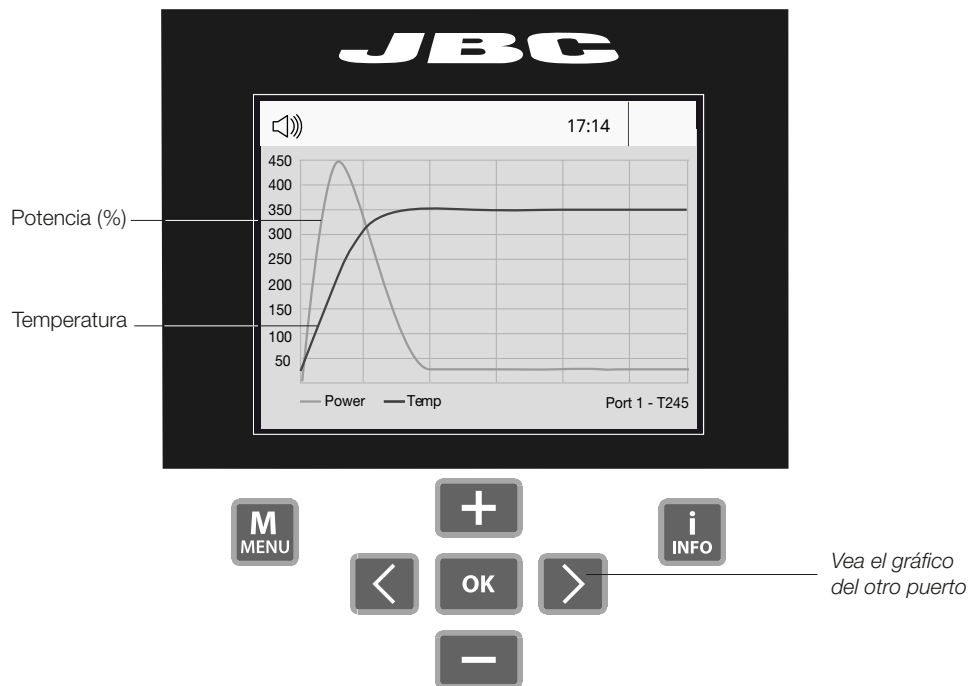 JBC
17:14
450
400
350
300
250
200
150
100
50
Potencia (%)
Temperatura
Power
Temp
Port 1 - T245
M
MENU
+
i
INFO
<
OK
>
Vea el gráfico
del otro puerto
−